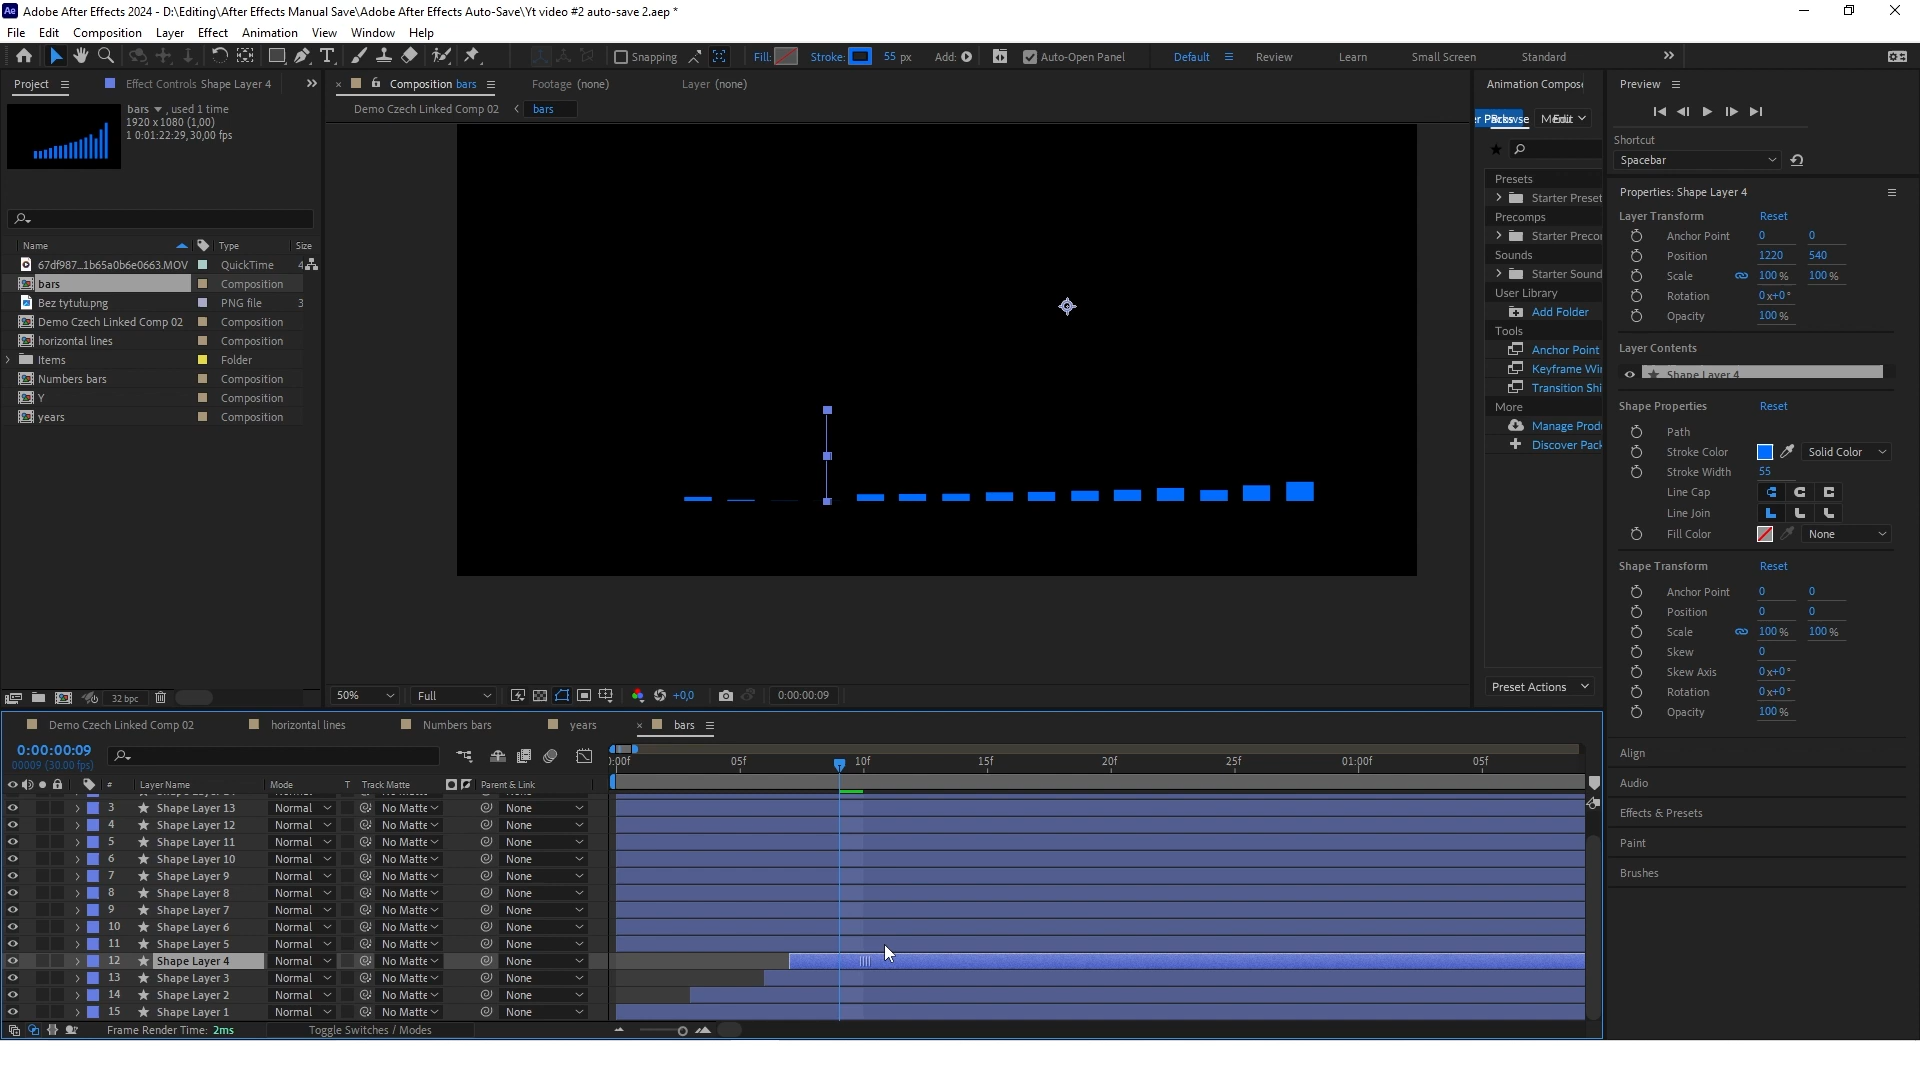 Adobe After Effects 2024 - D:\Editing\After Effects Manual Save\Adobe After Effects Auto-Save\Yt video #2 auto-save 2.aep *
File Edit Composition Layer Effect Animation View Window Help
Snapping Fill: Stroke: 55 px Add: Auto-Open Panel Default Review Learn Small Screen Standard
Project Effect Controls Shape Layer 4 Composition bars Footage (none) Layer (none) Animation Compos Preview
bars , used 1 time
1920 x 1080 (1,00)
1 0:01:22:29,30,00 fps
Demo Czech Linked Comp 02 bars
Browse Edit
Shortcut
Spacebar
Name Type Size
67df987...1b65a0b6e0663.MOV QuickTime 4
bars Composition
Bez tytułu.png PNG file 3
Demo Czech Linked Comp 02 Composition
horizontal lines Composition
Items Folder
Numbers bars Composition
Y Composition
years Composition
32 bpc
50% Full +0,0 0:00:00:09
Presets
Starter Preset
Precomps
Starter Precor
Sounds
Starter Sound
User Library
Add Folder
Tools
Anchor Point
Keyframe Wi
Transition Shi
More
Manage Prod
Discover Pack
Preset Actions
Properties: Shape Layer 4
Layer Transform Reset
Anchor Point 0 0
Position 1220 540
Scale 100 % 100 %
Rotation 0x+0°
Opacity 100 %
Layer Contents
Shape Layer 4
Shape Properties Reset
Path
Stroke Color Solid Color
Stroke Width 55
Line Cap
Line Join
Fill Color None
Shape Transform Reset
Anchor Point 0 0
Position 0 0
Scale 100 % 100 %
Skew 0
Skew Axis 0x+0°
Rotation 0x+0°
Opacity 100 %
Align
Audio
Effects & Presets
Paint
Brushes
Demo Czech Linked Comp 02 horizontal lines Numbers bars years bars
0:00:00:09
00009 (30.00 fps)
):00f 05f 10f 15f 20f 25f 01:00f 05f
# Layer Name Mode T Track Matte Parent & Link
3 Shape Layer 13 Normal No Matte None
4 Shape Layer 12 Normal No Matte None
5 Shape Layer 11 Normal No Matte None
6 Shape Layer 10 Normal No Matte None
7 Shape Layer 9 Normal No Matte None
8 Shape Layer 8 Normal No Matte None
9 Shape Layer 7 Normal No Matte None
10 Shape Layer 6 Normal No Matte None
11 Shape Layer 5 Normal No Matte None
12 Shape Layer 4 Normal No Matte None
13 Shape Layer 3 Normal No Matte None
14 Shape Layer 2 Normal No Matte None
15 Shape Layer 1 Normal No Matte None
Frame Render Time: 2ms Toggle Switches / Modes